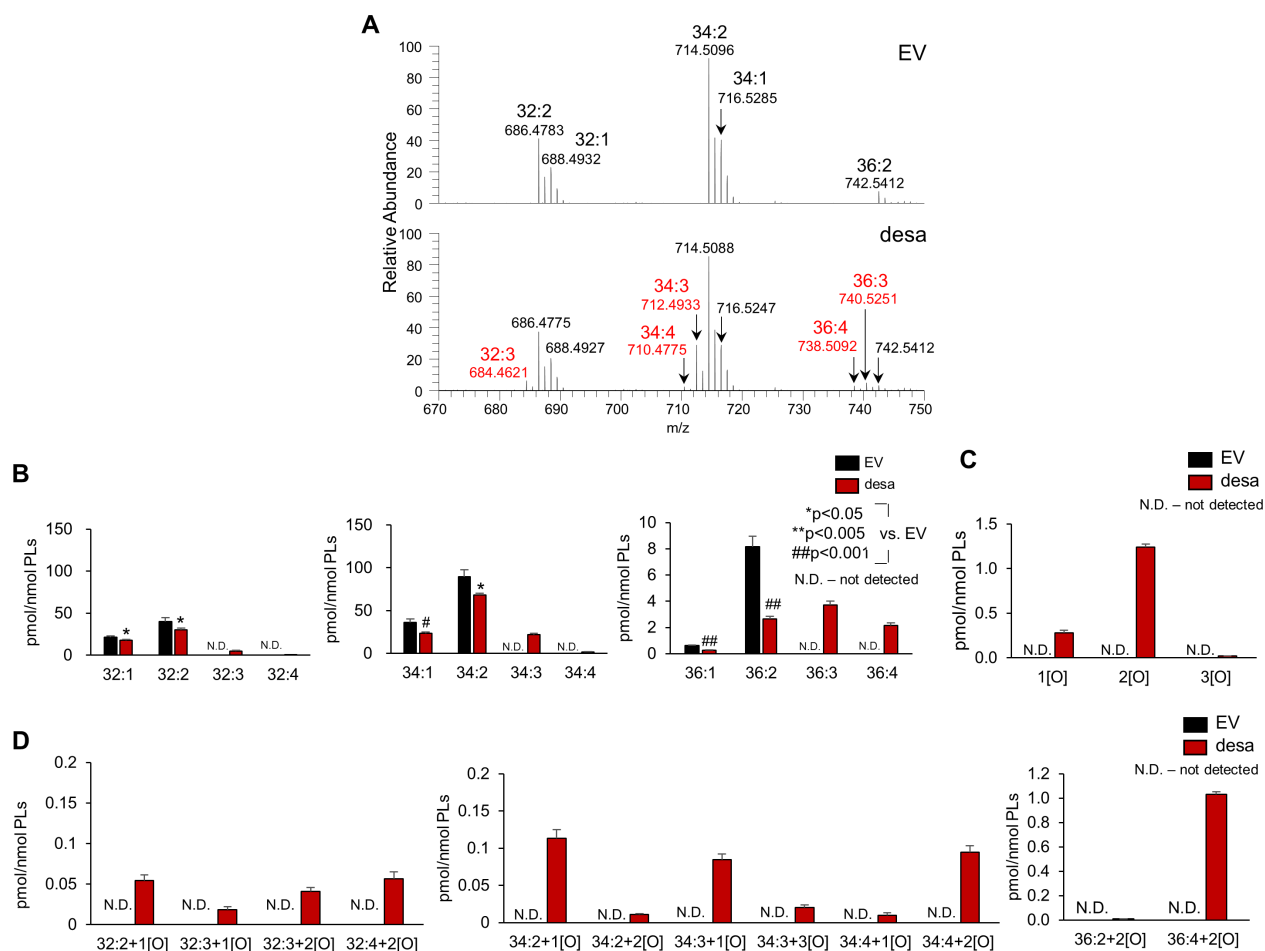 A
34:2
714.5096
EV
34:1
716.5285
32:2
686.4783
32:1
688.4932
36:2
742.5412
100
80
60
40
20
0
Relative Abundance
desa
714.5088
34:3
712.4933
36:3
740.5251
716.5247
686.4775
34:4
710.4775
36:4
738.5092
742.5412
688.4927
32:3
684.4621
100
80
60
40
20
0
670 680 690 700 710 720 730 740 750
m/z
B
EV
desa
*p<0.05
**p<0.005
##p<0.001
vs. EV
N.D. – not detected
pmol/nmol PLs
150
100
50
0
* * N.D. N.D.
32:1 32:2 32:3 32:4
pmol/nmol PLs
150
100
50
0
# * N.D. N.D.
34:1 34:2 34:3 34:4
pmol/nmol PLs
10
8
6
4
2
0
## ## N.D. N.D.
36:1 36:2 36:3 36:4
C
EV
desa
N.D. – not detected
pmol/nmol PLs
1.5
1.0
0.5
0.0
N.D. N.D. N.D.
1[O] 2[O] 3[O]
D
EV
desa
N.D. – not detected
pmol/nmol PLs
0.2
0.15
0.1
0.05
0
N.D. N.D. N.D. N.D.
32:2+1[O] 32:3+1[O] 32:3+2[O] 32:4+2[O]
pmol/nmol PLs
0.2
0.15
0.1
0.05
0
N.D. N.D. N.D. N.D. N.D. N.D.
34:2+1[O] 34:2+2[O] 34:3+1[O] 34:3+3[O] 34:4+1[O] 34:4+2[O]
pmol/nmol PLs
1.2
1.0
0.8
0.6
0.4
0.2
0.0
N.D. N.D.
36:2+2[O] 36:4+2[O]